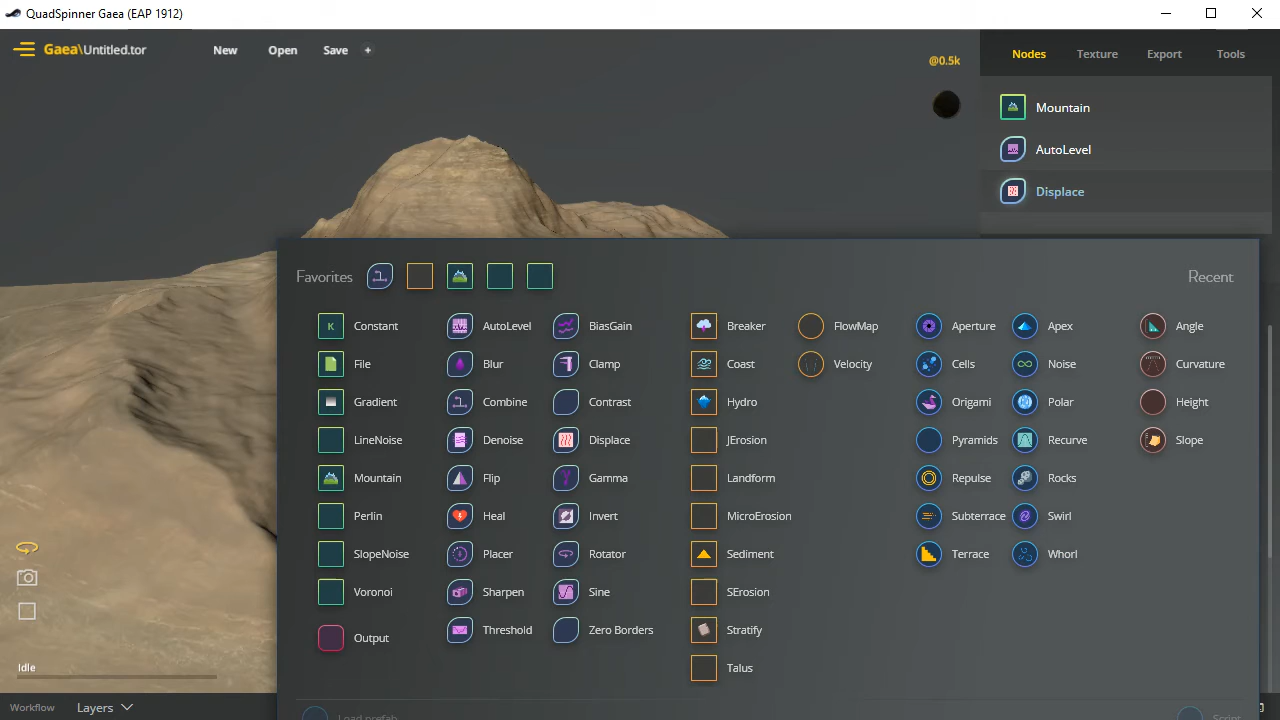 QuadSpinner Gaea (EAP 1912)
Gaea\Untitled.tor New Open Save +
@0.5k
Nodes Texture Export Tools
Mountain
AutoLevel
Displace
Favorites Recent
K Constant AutoLevel BiasGain Breaker FlowMap Aperture Apex Angle
File Blur Clamp Coast Velocity Cells Noise Curvature
Gradient Combine Contrast Hydro Origami Polar Height
LineNoise Denoise Displace JErosion Pyramids Recurve Slope
Mountain Flip Gamma Landform Repulse Rocks
Perlin Heal Invert MicroErosion Subterrace Swirl
SlopeNoise Placer Rotator Sediment Terrace Whorl
Voronoi Sharpen Sine SErosion
Output Threshold Zero Borders Stratify
Talus
Idle
Workflow Layers
Load prefab Script